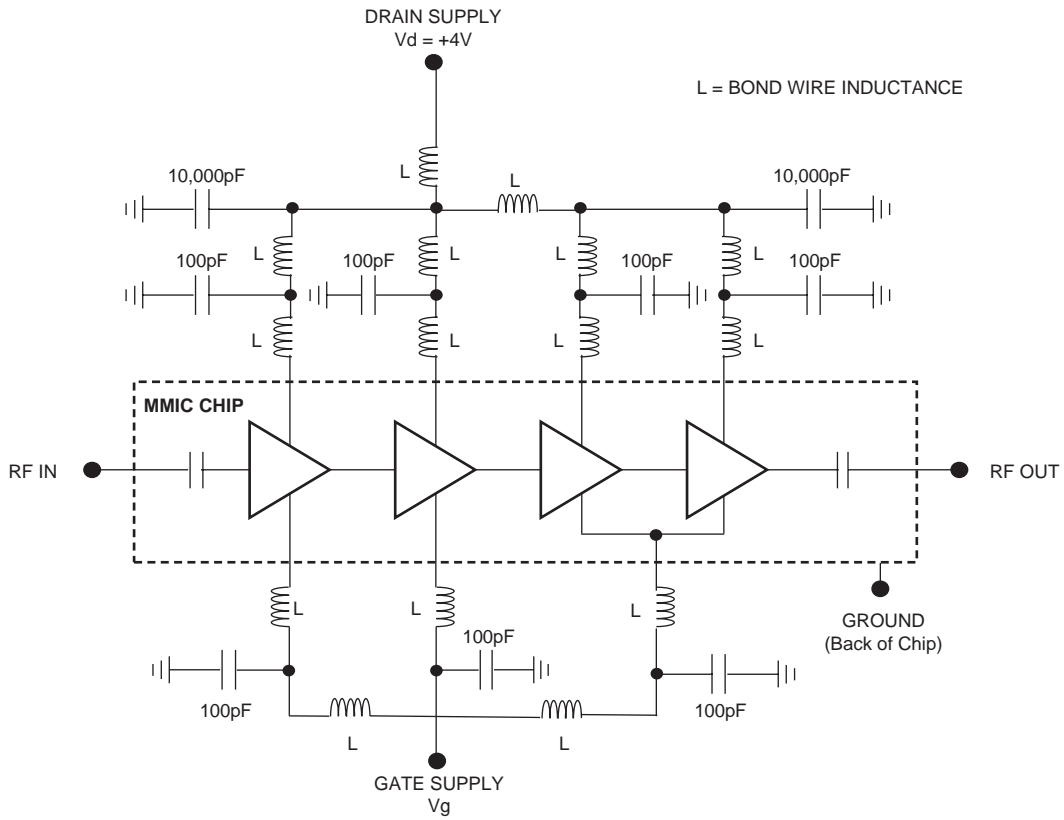 DRAIN SUPPLY
Vd = +4V
L = BOND WIRE INDUCTANCE
L
L
10,000pF
10,000pF
L
L
L
L
100pF
100pF
100pF
100pF
L
L
L
L
MMIC CHIP
RF IN
RF OUT
L
L
L
GROUND
(Back of Chip)
100pF
100pF
100pF
L
L
GATE SUPPLY
Vg